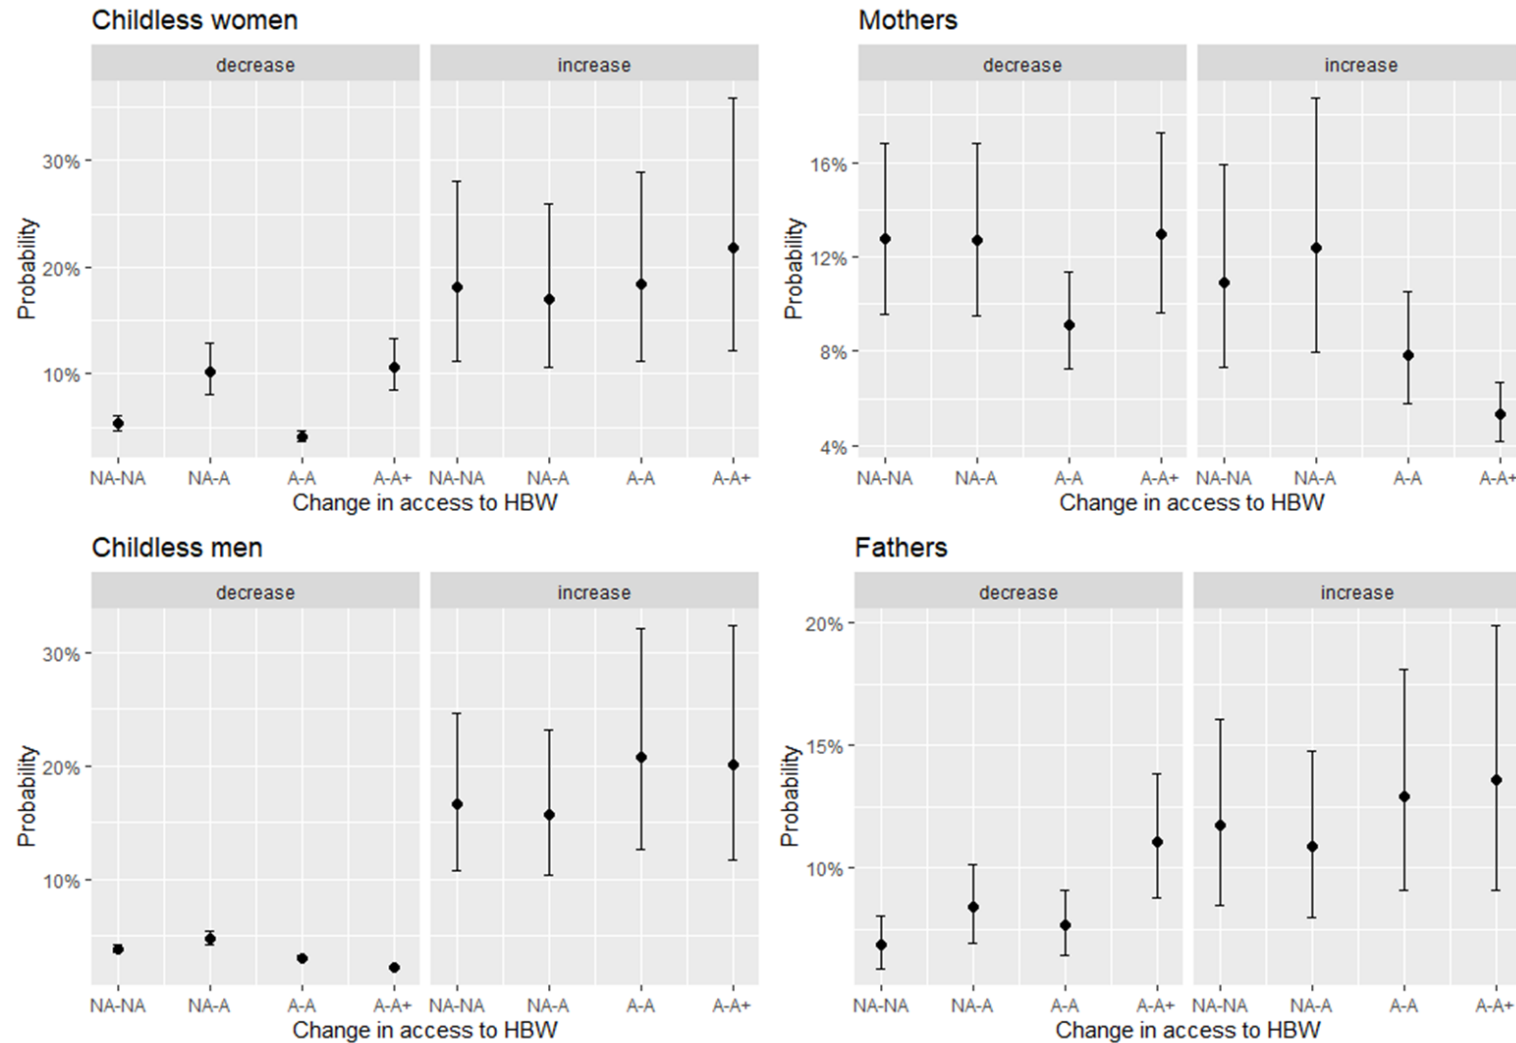 Childless women
decrease increase
30%
20%
10%
Probability
NA-NA NA-A A-A A-A+ NA-NA NA-A A-A A-A+
Change in access to HBW
Mothers
decrease increase
16%
12%
8%
4%
Probability
NA-NA NA-A A-A A-A+ NA-NA NA-A A-A A-A+
Change in access to HBW
Childless men
decrease increase
30%
20%
10%
Probability
NA-NA NA-A A-A A-A+ NA-NA NA-A A-A A-A+
Change in access to HBW
Fathers
decrease increase
20%
15%
10%
Probability
NA-NA NA-A A-A A-A+ NA-NA NA-A A-A A-A+
Change in access to HBW